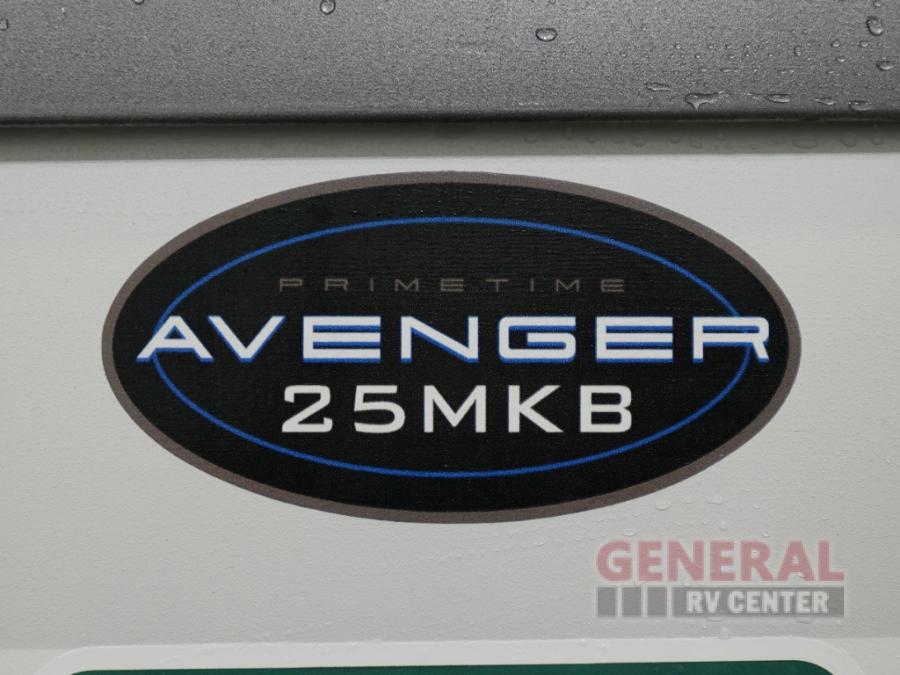 PRIMETIME
AVENGER
25MKB
GENERAL
RV CENTER